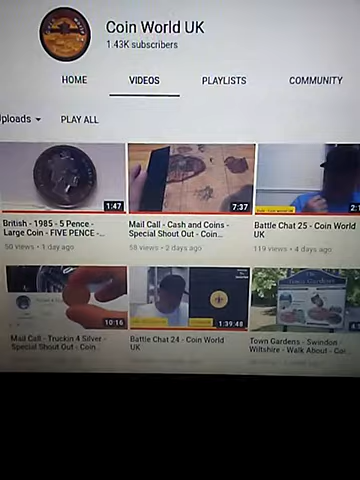 Coin World UK
1.43K subscribers
HOME VIDEOS PLAYLISTS COMMUNITY
ploads PLAY ALL
1:47 7:37 2:1
British - 1985 - 5 Pence -
Large Coin - FIVE PENCE -...
50 views • 1 day ago
Mail Call - Cash and Coins -
Special Shout Out - Coin...
58 views • 2 days ago
Battle Chat 25 - Coin World
UK
119 views • 4 days ago
10:16 1:39:48
Town Gardens
Mail Call - Truckin 4 Silver -
Special Shout Out - Coin...
Battle Chat 24 - Coin World
UK
Town Gardens - Swindon -
Wiltshire - Walk About - Coi...